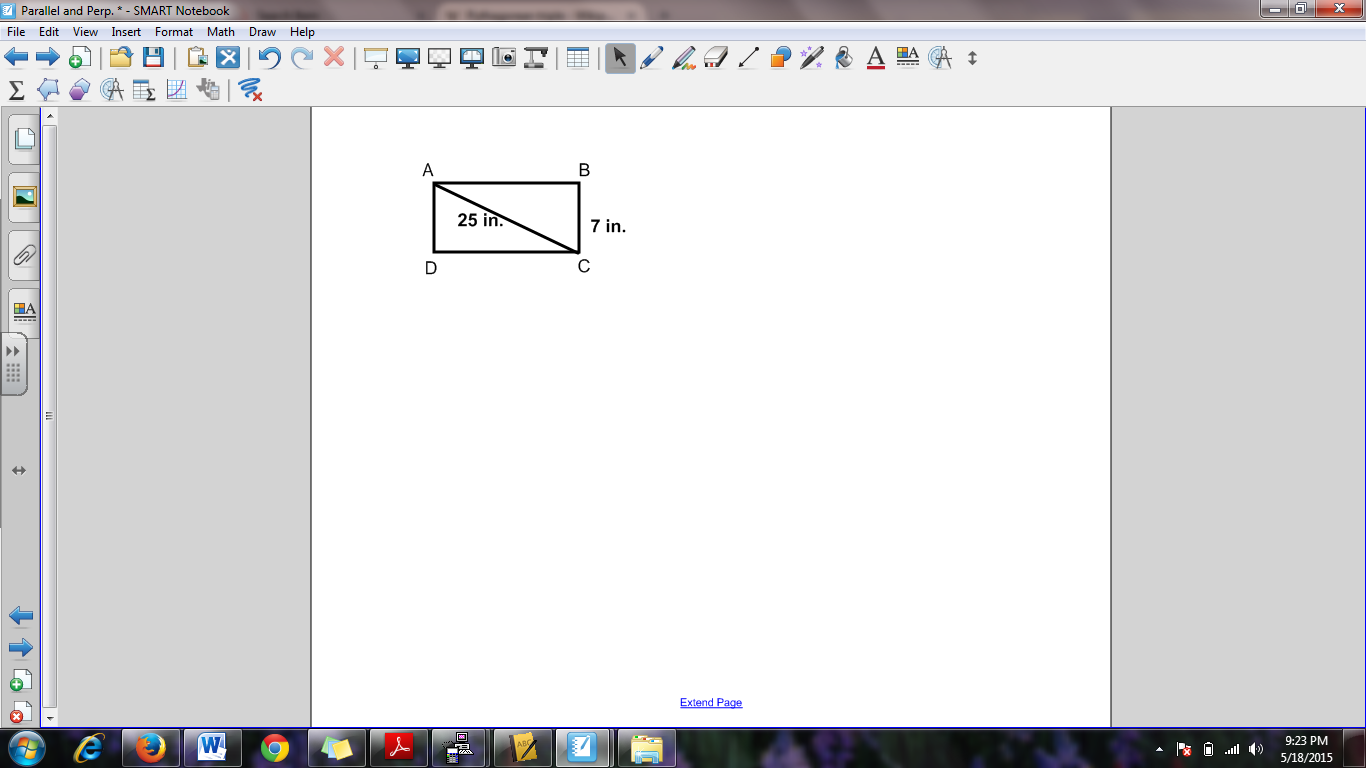 Parallel and Perp. * - SMART Notebook
File Edit View Insert Format Math Draw Help
A B
25 in. 7 in.
D C
Extend Page
9:23 PM
5/18/2015